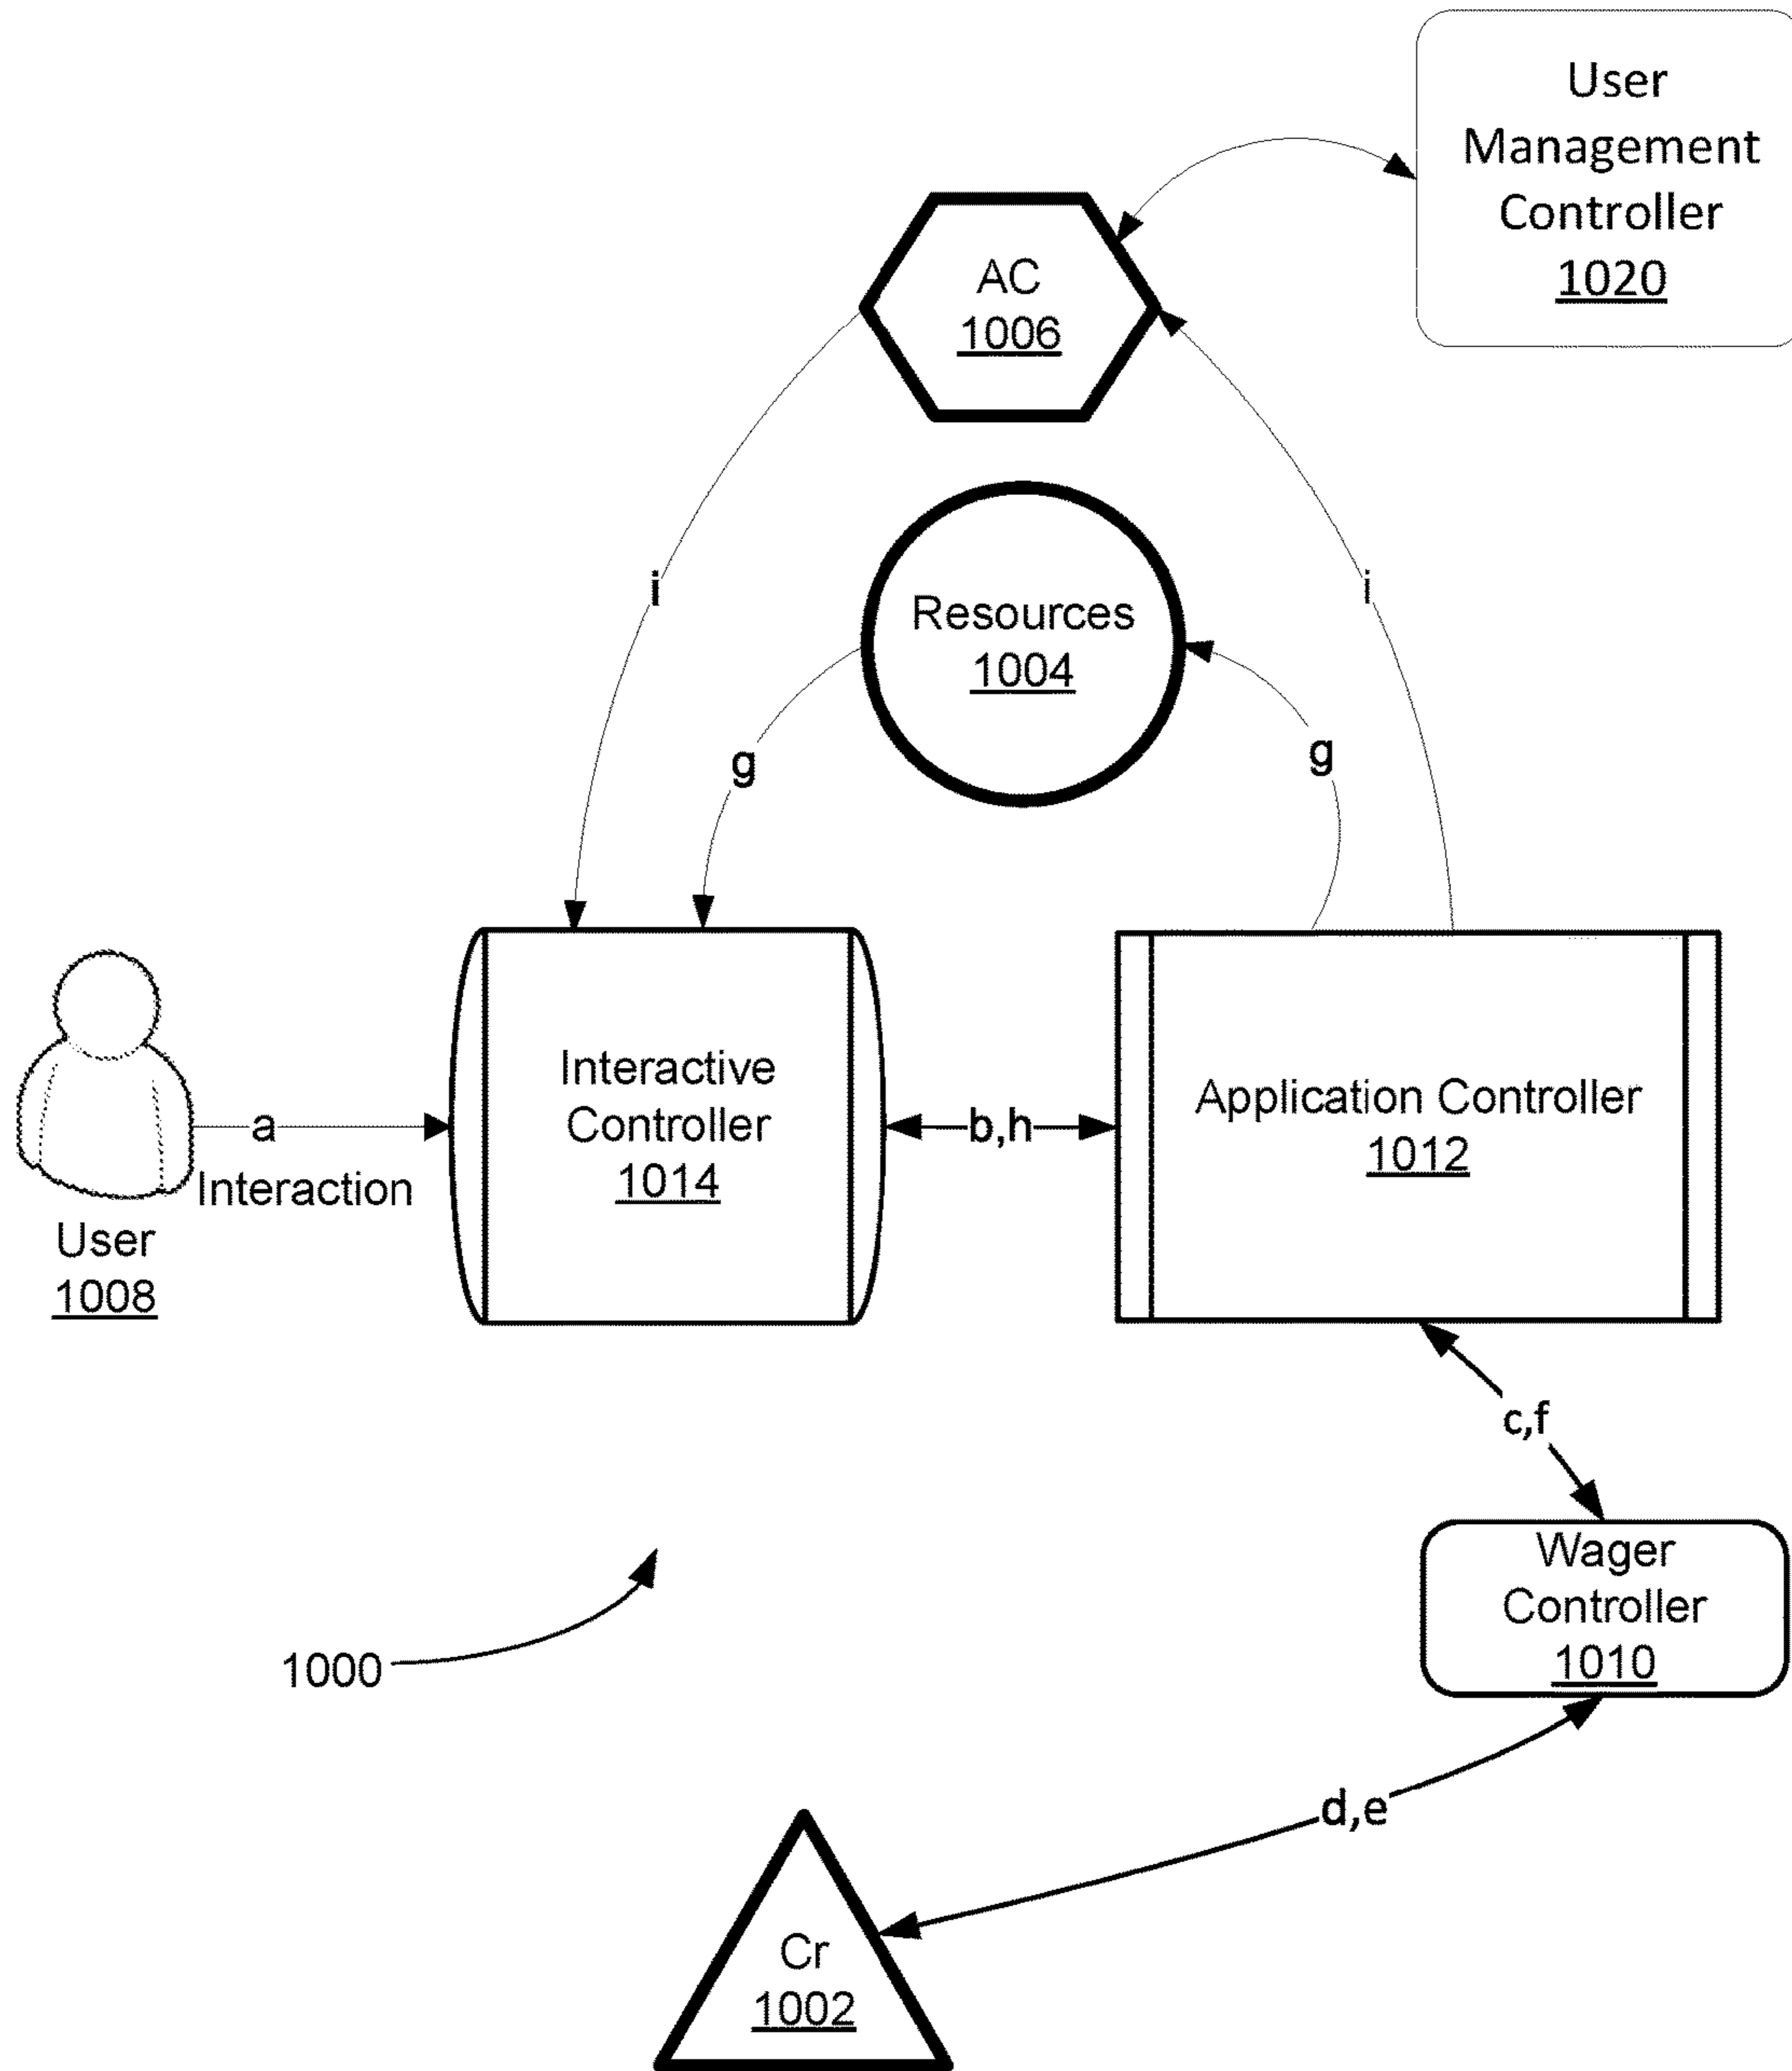 User
Management
Controller
1020
AC
1006
i
i
Resources
1004
g
g
Interactive
Controller
1014
Application Controller
1012
a
Interaction
b,h
User
1008
c,f
Wager
Controller
1010
1000
d,e
Cr
1002